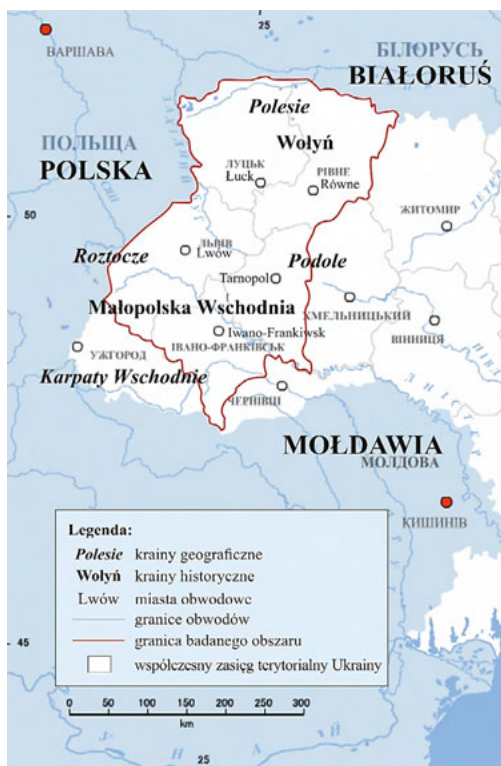 25
ВАРШАВА
БІЛОРУСЬ
BIAŁORUŚ
Polesie
ПОЛЬЩА
POLSKA
ЗАХІДНИЙ
Wołyń
ЛУЦЬК
Łuck
РІВНЕ
Równe
50
СЯН
ЖИТОМИР
ТЕТЕ
Roztocze
ЛЬВІВ
Lwów
Podole
Tarnopol
Małopolska Wschodnia
ХМЕЛЬНИЦЬКИЙ
Iwano-Frankiwsk
ІВАНО-ФРАНКІВСЬК
ВІННИЦЯ
УЖГОРОД
Karpaty Wschodnie
ЧЕРНІВЦІ
MOŁDAWIA
МОЛДОВА
КИШИНІВ
Legenda:
Polesie krainy geograficzne
Wołyń krainy historyczne
Lwów miasta obwodowe
granice obwodów
granica badanego obszaru
współczesny zasięg terytorialny Ukrainy
45
0 50 100 150 200 250 300
km
25